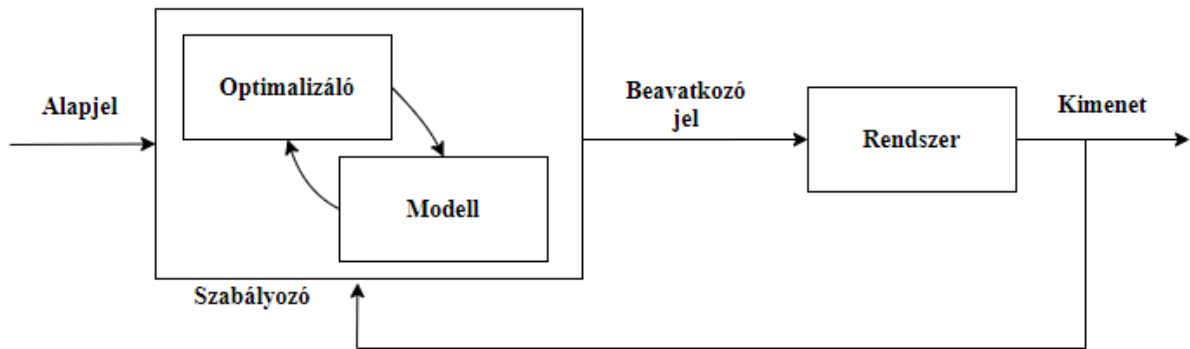 Alapjel
Optimalizáló
Modell
Szabályozó
Beavatkozó
jel
Rendszer
Kimenet